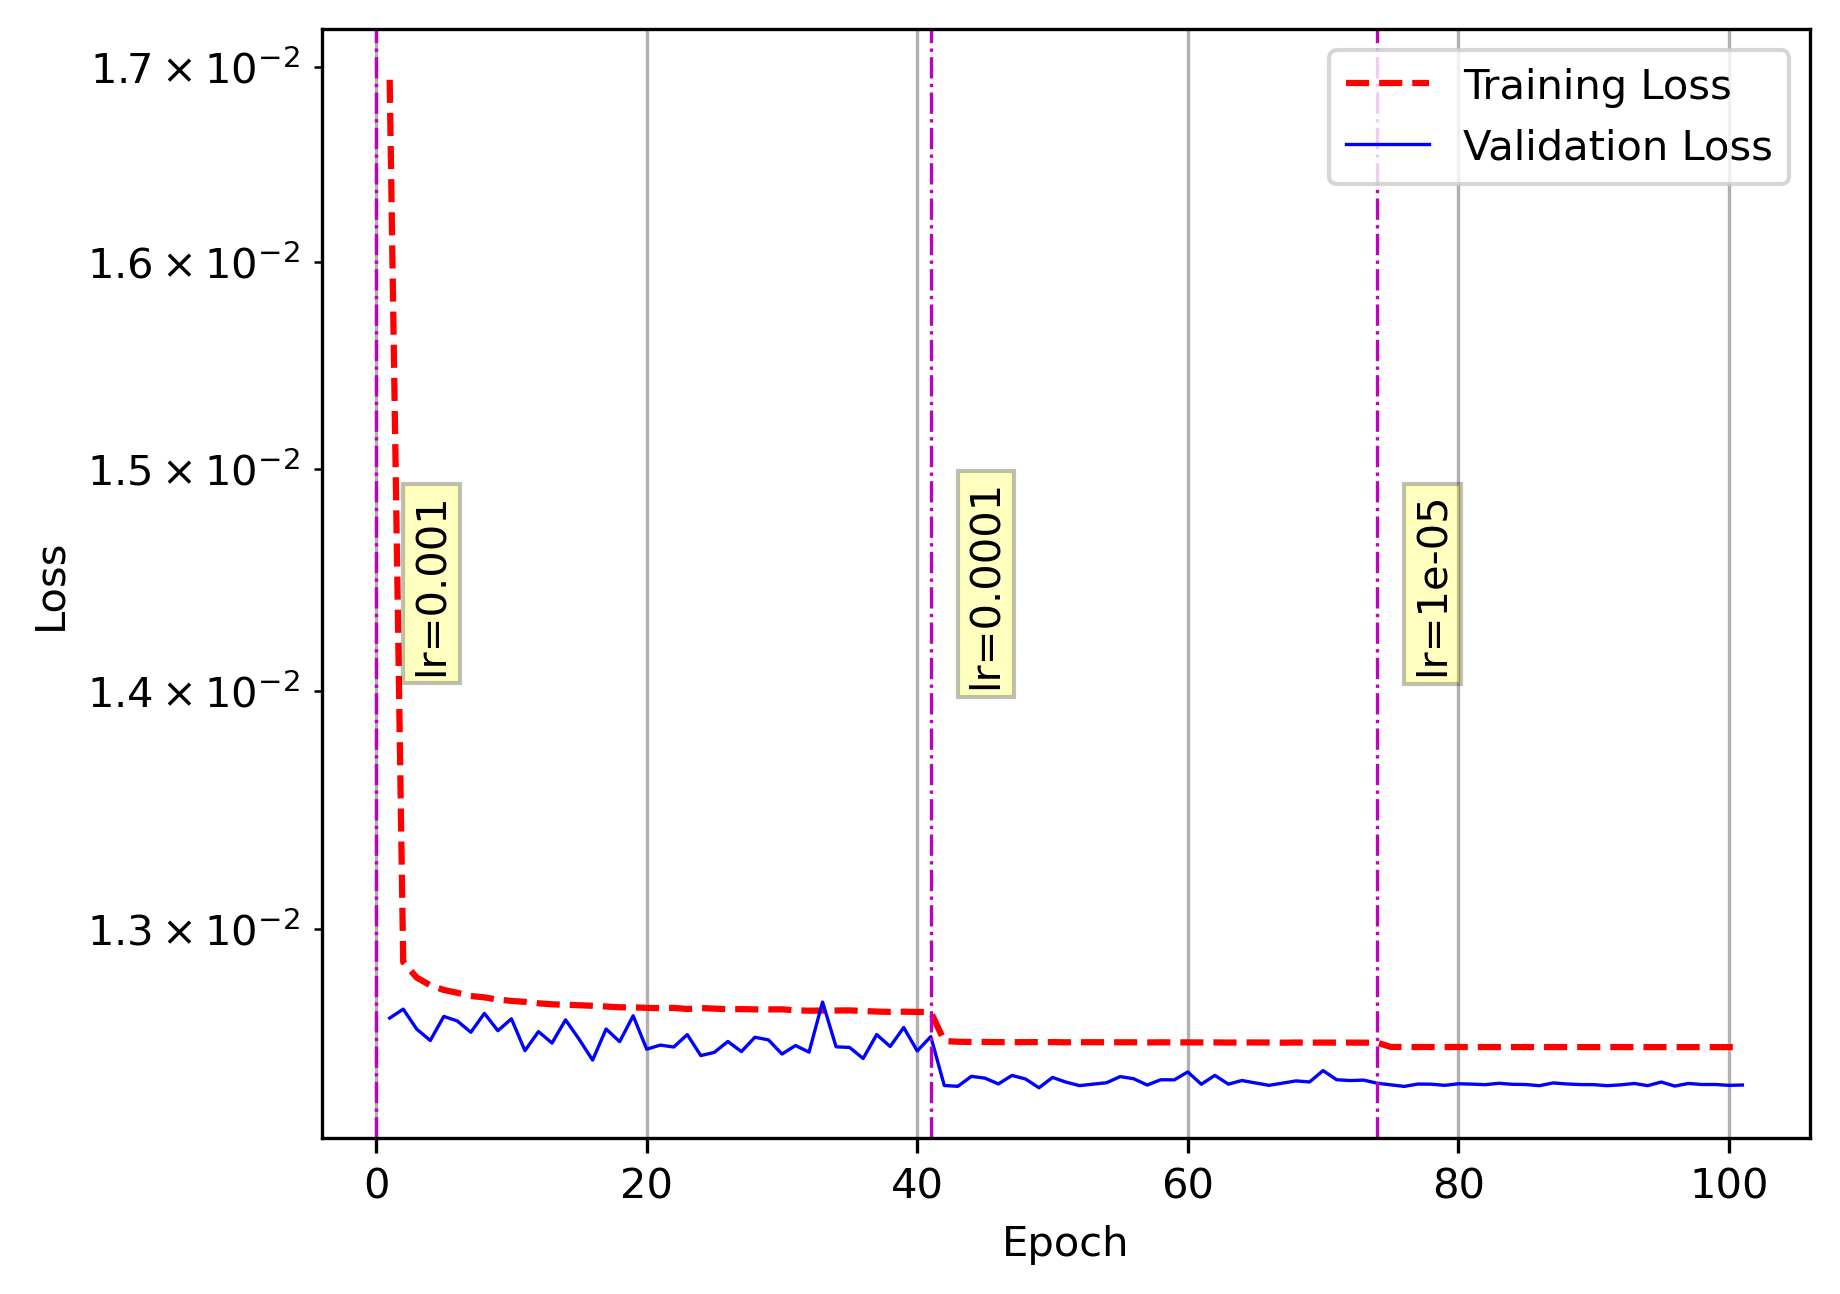 1.7 × 10⁻²
1.6 × 10⁻²
1.5 × 10⁻²
1.4 × 10⁻²
1.3 × 10⁻²
Loss
Training Loss
Validation Loss
lr=0.001
lr=0.0001
lr=1e-05
0 20 40 60 80 100
Epoch